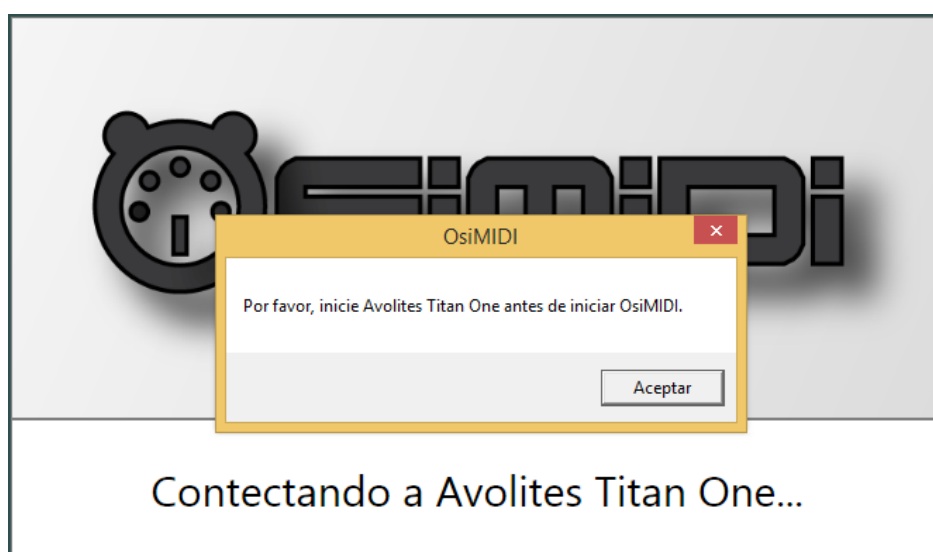 OsiMIDI
OsiMIDI
Por favor, inicie Avolites Titan One antes de iniciar OsiMIDI.
Aceptar
Contectando a Avolites Titan One...